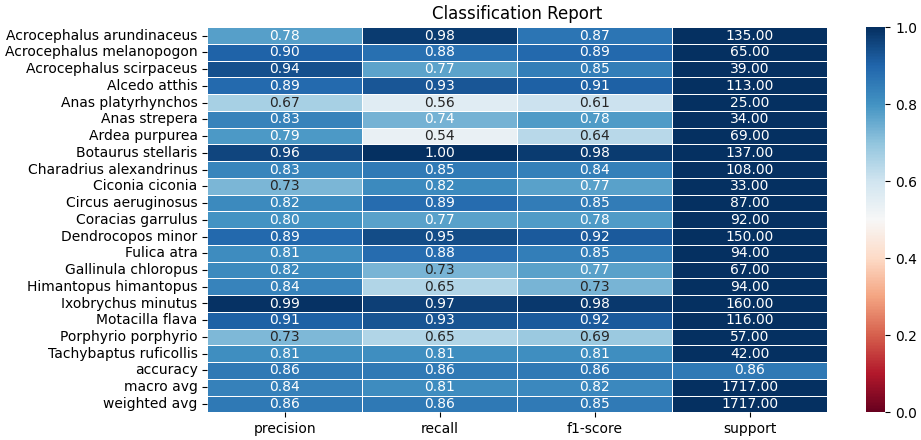 Classification Report
Acrocephalus arundinaceus 0.78 0.98 0.87 135.00
Acrocephalus melanopogon 0.90 0.88 0.89 65.00
Acrocephalus scirpaceus 0.94 0.77 0.85 39.00
Alcedo atthis 0.89 0.93 0.91 113.00
Anas platyrhynchos 0.67 0.56 0.61 25.00
Anas strepera 0.83 0.74 0.78 34.00
Ardea purpurea 0.79 0.54 0.64 69.00
Botaurus stellaris 0.96 1.00 0.98 137.00
Charadrius alexandrinus 0.83 0.85 0.84 108.00
Ciconia ciconia 0.73 0.82 0.77 33.00
Circus aeruginosus 0.82 0.89 0.85 87.00
Coracias garrulus 0.80 0.77 0.78 92.00
Dendrocopos minor 0.89 0.95 0.92 150.00
Fulica atra 0.81 0.88 0.85 94.00
Gallinula chloropus 0.82 0.73 0.77 67.00
Himantopus himantopus 0.84 0.65 0.73 94.00
Ixobrychus minutus 0.99 0.97 0.98 160.00
Motacilla flava 0.91 0.93 0.92 116.00
Porphyrio porphyrio 0.73 0.65 0.69 57.00
Tachybaptus ruficollis 0.81 0.81 0.81 42.00
accuracy 0.86 0.86 0.86 0.86
macro avg 0.84 0.81 0.82 1717.00
weighted avg 0.86 0.86 0.85 1717.00
precision recall f1-score support
1.0
0.8
0.6
0.4
0.2
0.0